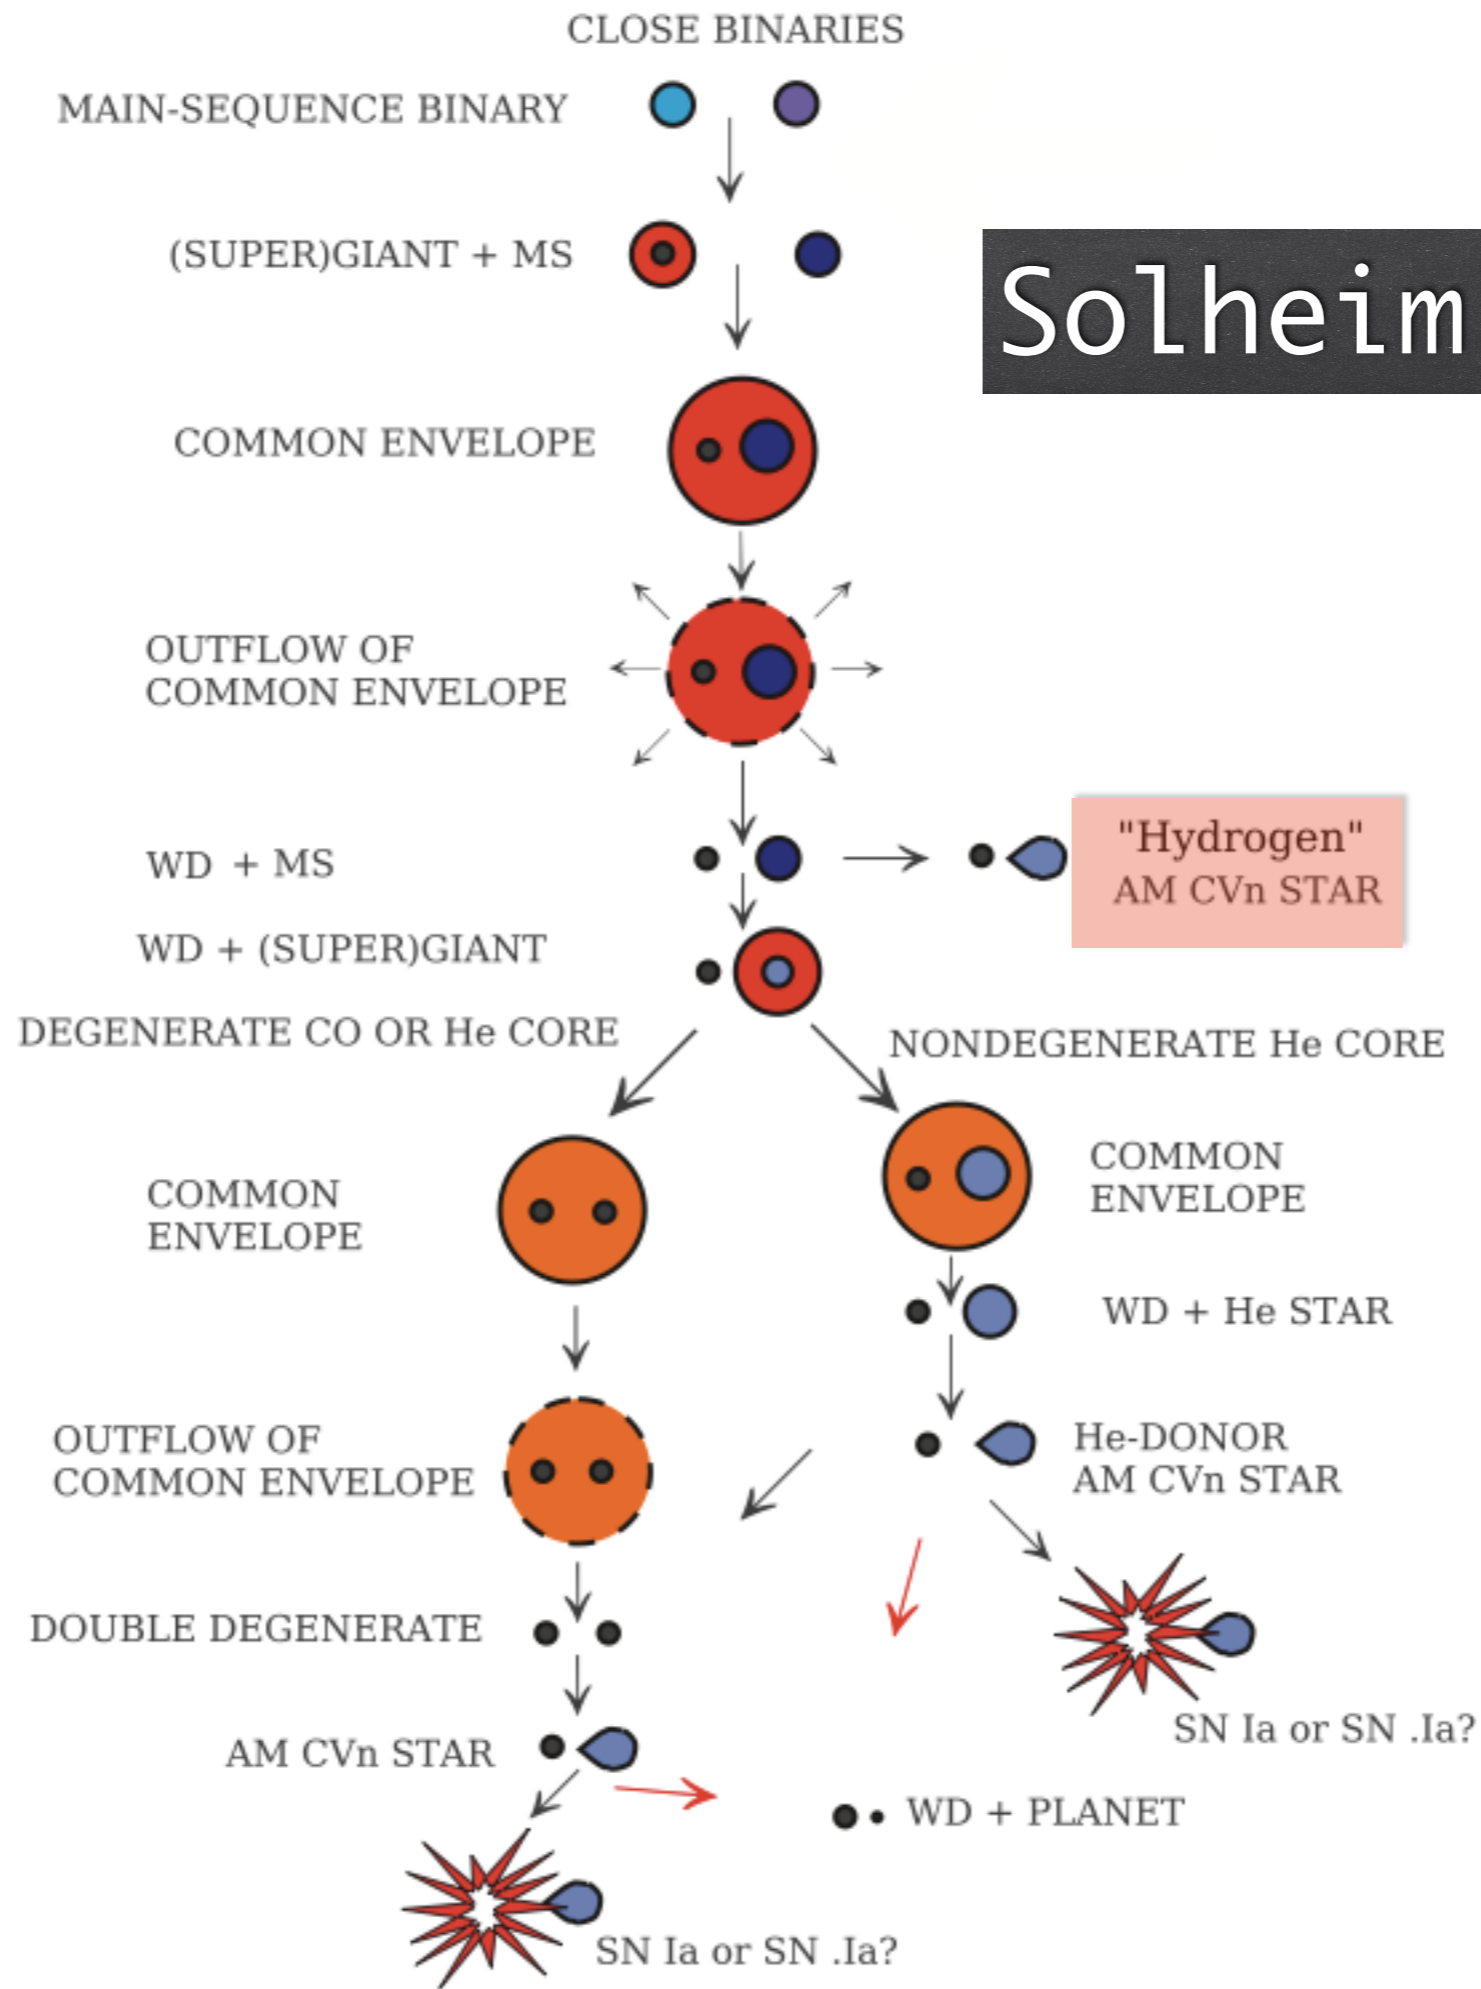 CLOSE BINARIES
MAIN-SEQUENCE BINARY
(SUPER)GIANT + MS
Solheim
COMMON ENVELOPE
OUTFLOW OF
COMMON ENVELOPE
WD + MS
"Hydrogen"
AM CVn STAR
WD + (SUPER)GIANT
DEGENERATE CO OR He CORE
NONDEGENERATE He CORE
COMMON
ENVELOPE
COMMON
ENVELOPE
WD + He STAR
OUTFLOW OF
COMMON ENVELOPE
He-DONOR
AM CVn STAR
DOUBLE DEGENERATE
SN Ia or SN .Ia?
AM CVn STAR
WD + PLANET
SN Ia or SN .Ia?